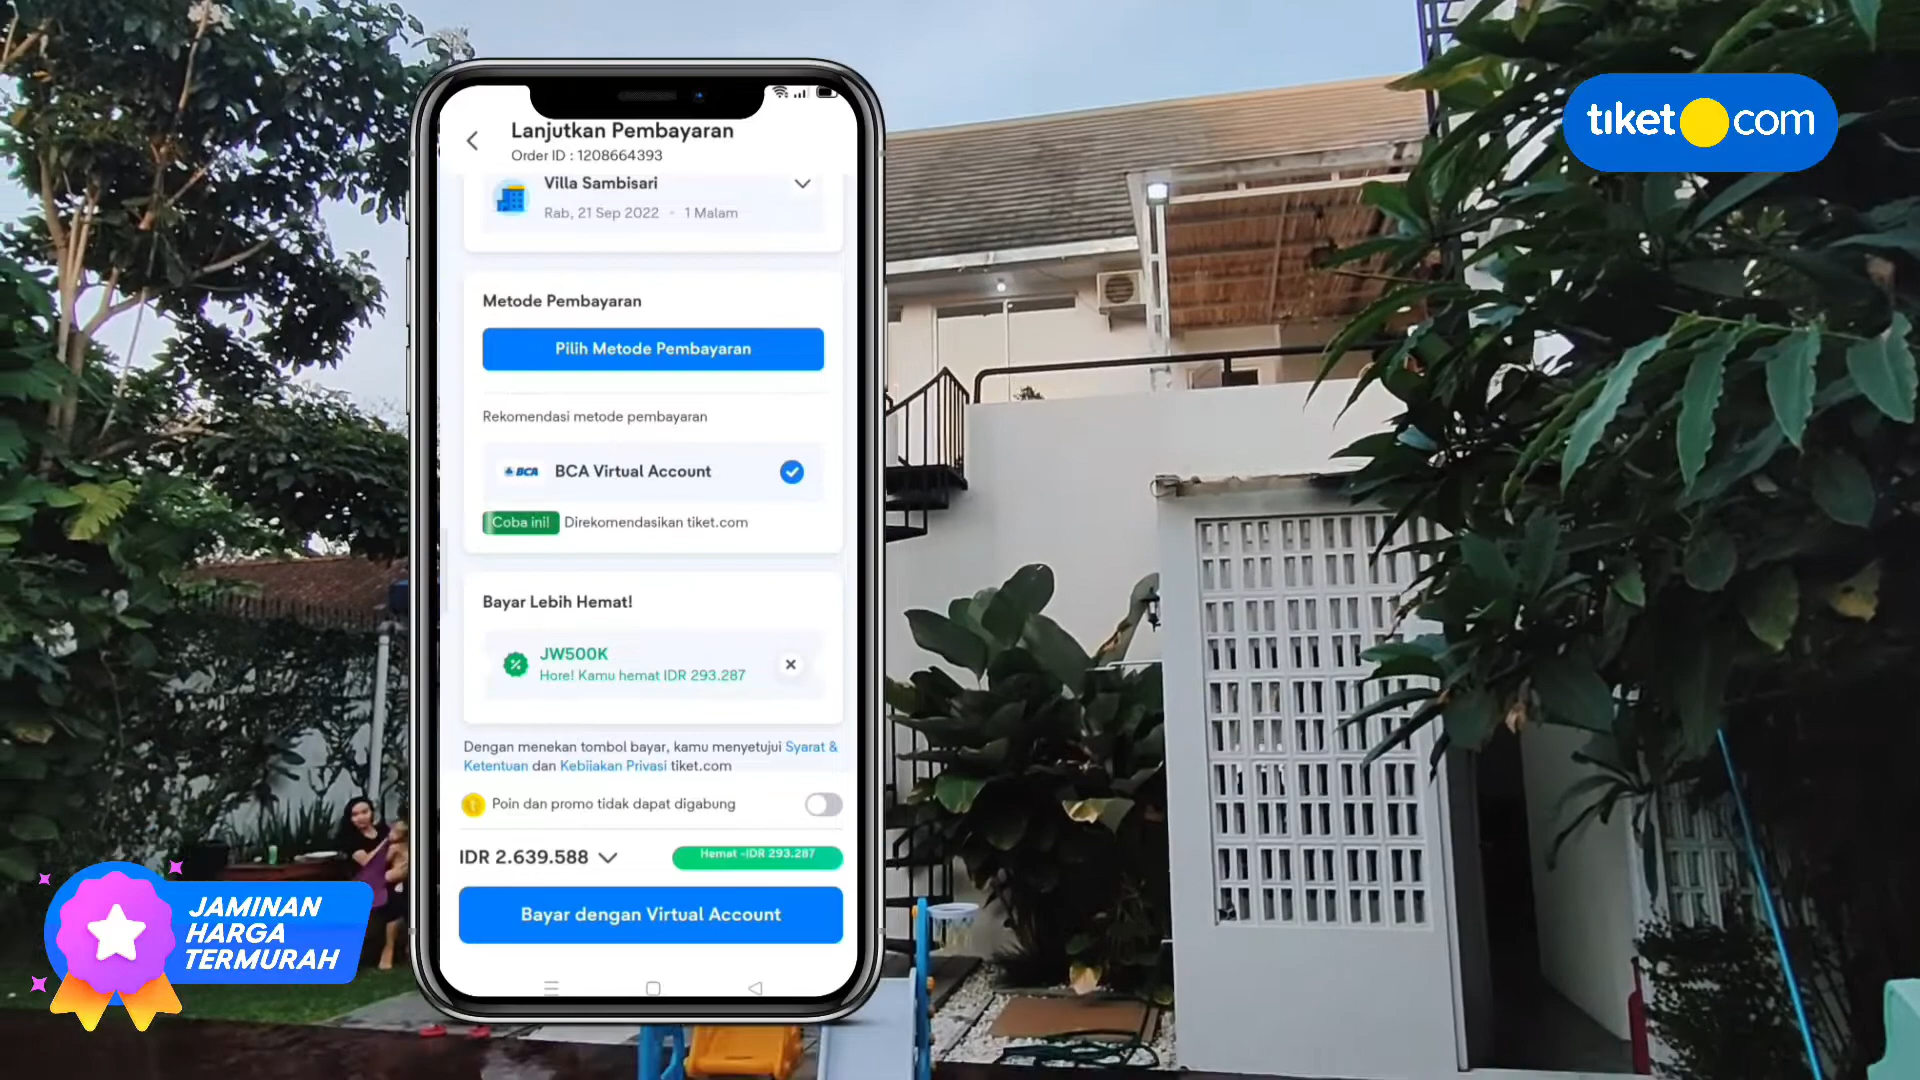 tiket com
Lanjutkan Pembayaran
Order ID : 1208664393
Villa Sambisari
Rab, 21 Sep 2022 • 1 Malam
Metode Pembayaran
Pilih Metode Pembayaran
Rekomendasi metode pembayaran
BCA BCA Virtual Account
Coba ini! Direkomendasikan tiket.com
Bayar Lebih Hemat!
JW500K
Hore! Kamu hemat IDR 293.287
Dengan menekan tombol bayar, kamu menyetujui Syarat &
Ketentuan dan Kebijakan Privasi tiket.com
Poin dan promo tidak dapat digabung
IDR 2.639.588 Hemat -IDR 293.287
Bayar dengan Virtual Account
JAMINAN
HARGA
TERMURAH